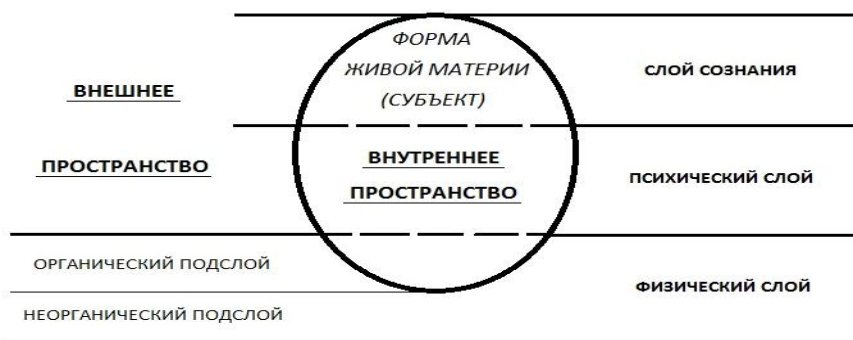 ФОРМА
ЖИВОЙ МАТЕРИИ
(СУБЪЕКТ)
СЛОЙ СОЗНАНИЯ
ВНЕШНЕЕ
ПРОСТРАНСТВО
ВНУТРЕННЕЕ
ПРОСТРАНСТВО
ПСИХИЧЕСКИЙ СЛОЙ
ОРГАНИЧЕСКИЙ ПОДСЛОЙ
НЕОРГАНИЧЕСКИЙ ПОДСЛОЙ
ФИЗИЧЕСКИЙ СЛОЙ